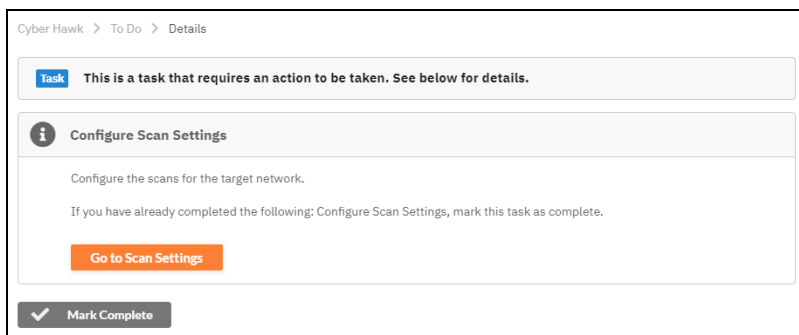 Cyber Hawk > To Do > Details
Task This is a task that requires an action to be taken. See below for details.
Configure Scan Settings
Configure the scans for the target network.
If you have already completed the following: Configure Scan Settings, mark this task as complete.
Go to Scan Settings
Mark Complete